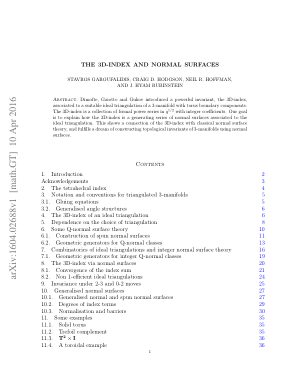 arXiv:1604.02688v1 [math.GT] 10 Apr 2016
THE 3D-INDEX AND NORMAL SURFACES
STAVROS GAROUFALIDIS, CRAIG D. HODGSON, NEIL R. HOFFMAN,
AND J. HYAM RUBINSTEIN
Abstract. Dimofte, Gaiotto and Gukov introduced a powerful invariant, the 3D-index,
associated to a suitable ideal triangulation of a 3-manifold with torus boundary components.
The 3D-index is a collection of formal power series in q^{1/2} with integer coefficients. Our goal
is to explain how the 3D-index is a generating series of normal surfaces associated to the
ideal triangulation. This shows a connection of the 3D-index with classical normal surface
theory, and fulfills a dream of constructing topological invariants of 3-manifolds using normal
surfaces.
Contents
1. Introduction 2
Acknowledgements 3
2. The tetrahedral index 4
3. Notation and conventions for triangulated 3-manifolds 5
3.1. Gluing equations 5
3.2. Generalised angle structures 6
4. The 3D-index of an ideal triangulation 6
5. Dependence on the choice of triangulation 8
6. Some Q-normal surface theory 10
6.1. Construction of spun normal surfaces 11
6.2. Geometric generators for Q-normal classes 13
7. Combinatorics of ideal triangulations and integer normal surface theory 16
7.1. Geometric generators for integer Q-normal classes 19
8. The 3D-index via normal surfaces 20
8.1. Convergence of the index sum 21
8.2. Non 1-efficient ideal triangulations 24
9. Invariance under 2-3 and 0-2 moves 25
10. Generalised normal surfaces 27
10.1. Generalised normal and spun normal surfaces 27
10.2. Degrees of index terms 29
10.3. Normalisation and barriers 30
11. Some examples 35
11.1. Solid torus 35
11.2. Trefoil complement 35
11.3. T² × I 36
11.4. A toroidal example 36
1